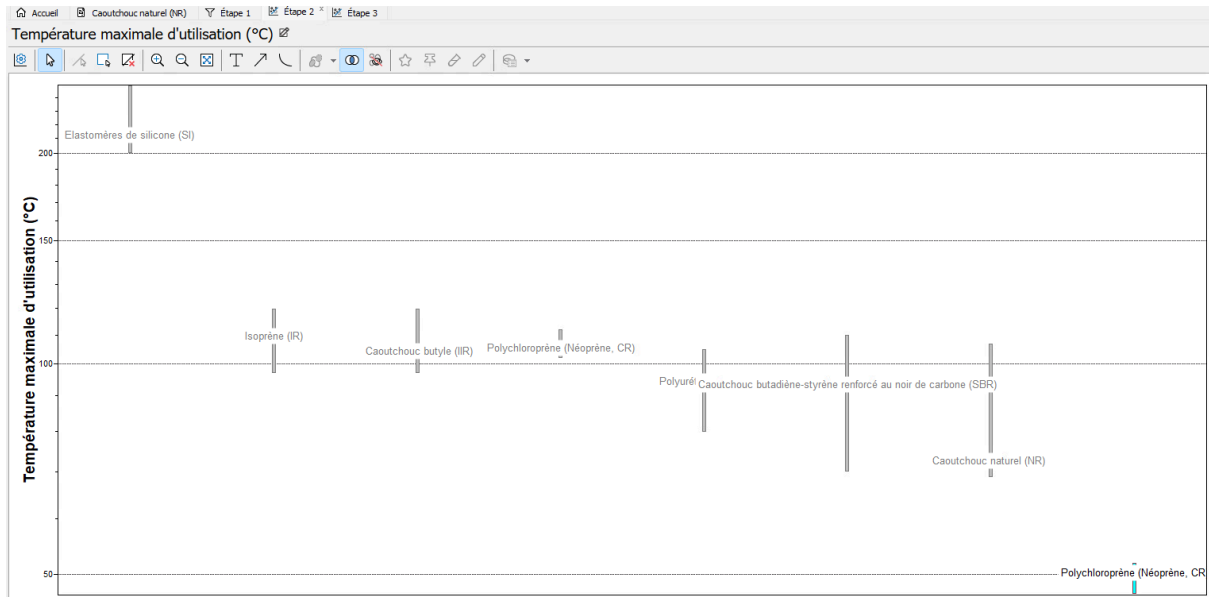 Accueil Caoutchouc naturel (NR) Étape 1 Étape 2 × Étape 3
Température maximale d'utilisation (°C)
Température maximale d'utilisation (°C)
Elastomères de silicone (SI)
200
150
Isoprène (IR)
Caoutchouc butyle (IIR)
Polychloroprène (Néoprène, CR)
100
Polyuré
Caoutchouc butadiène-styrène renforcé au noir de carbone (SBR)
Caoutchouc naturel (NR)
50
Polychloroprène (Néoprène, CR